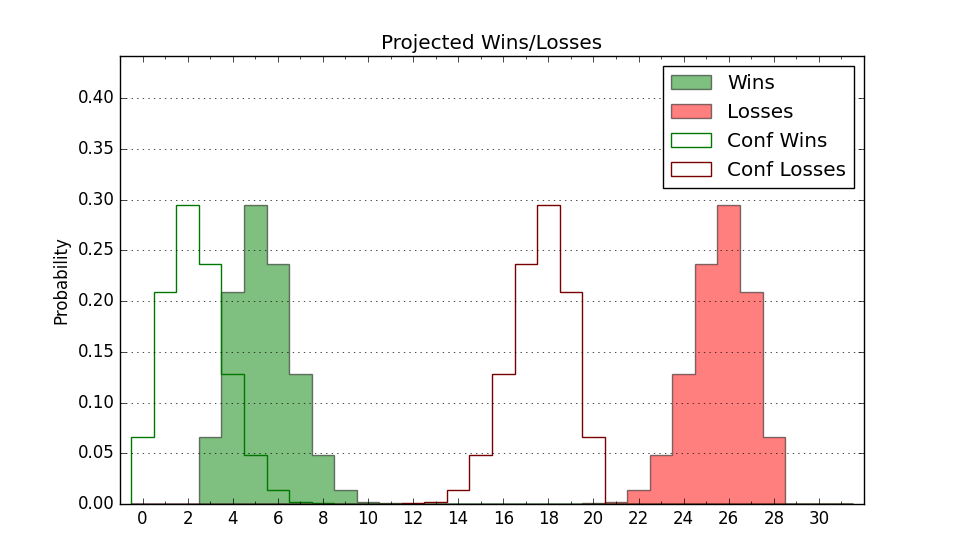 Projected Wins/Losses
Wins
Losses
Conf Wins
Conf Losses
Probability
0.40
0.35
0.30
0.25
0.20
0.15
0.10
0.05
0.00
0 2 4 6 8 10 12 14 16 18 20 22 24 26 28 30